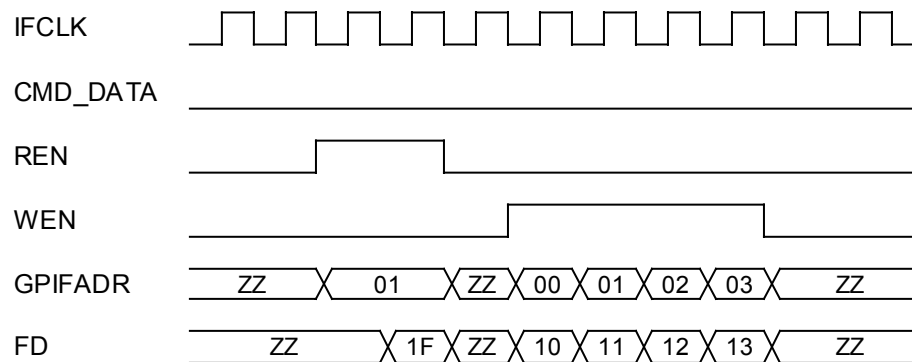 IFCLK
CMD_DATA
REN
WEN
GPIFADR ZZ 01 ZZ 00 01 02 03 ZZ
FD ZZ 1F ZZ 10 11 12 13 ZZ